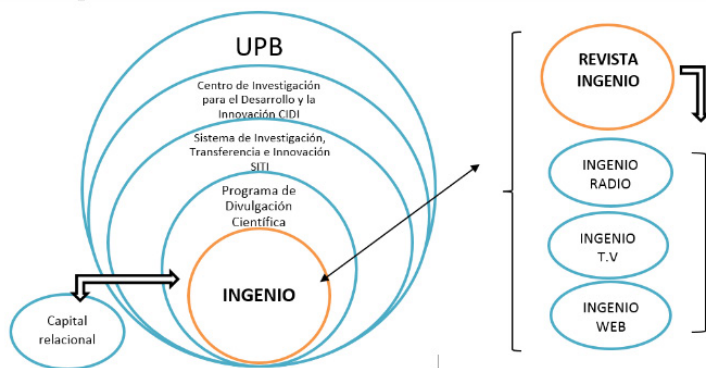 UPB
Centro de Investigación
para el Desarrollo y la
Innovación CIDI
Sistema de Investigación,
Transferencia e Innovación
SITI
Programa de
Divulgación
Científica
INGENIO
Capital
relacional
REVISTA
INGENIO
INGENIO
RADIO
INGENIO
T.V
INGENIO
WEB